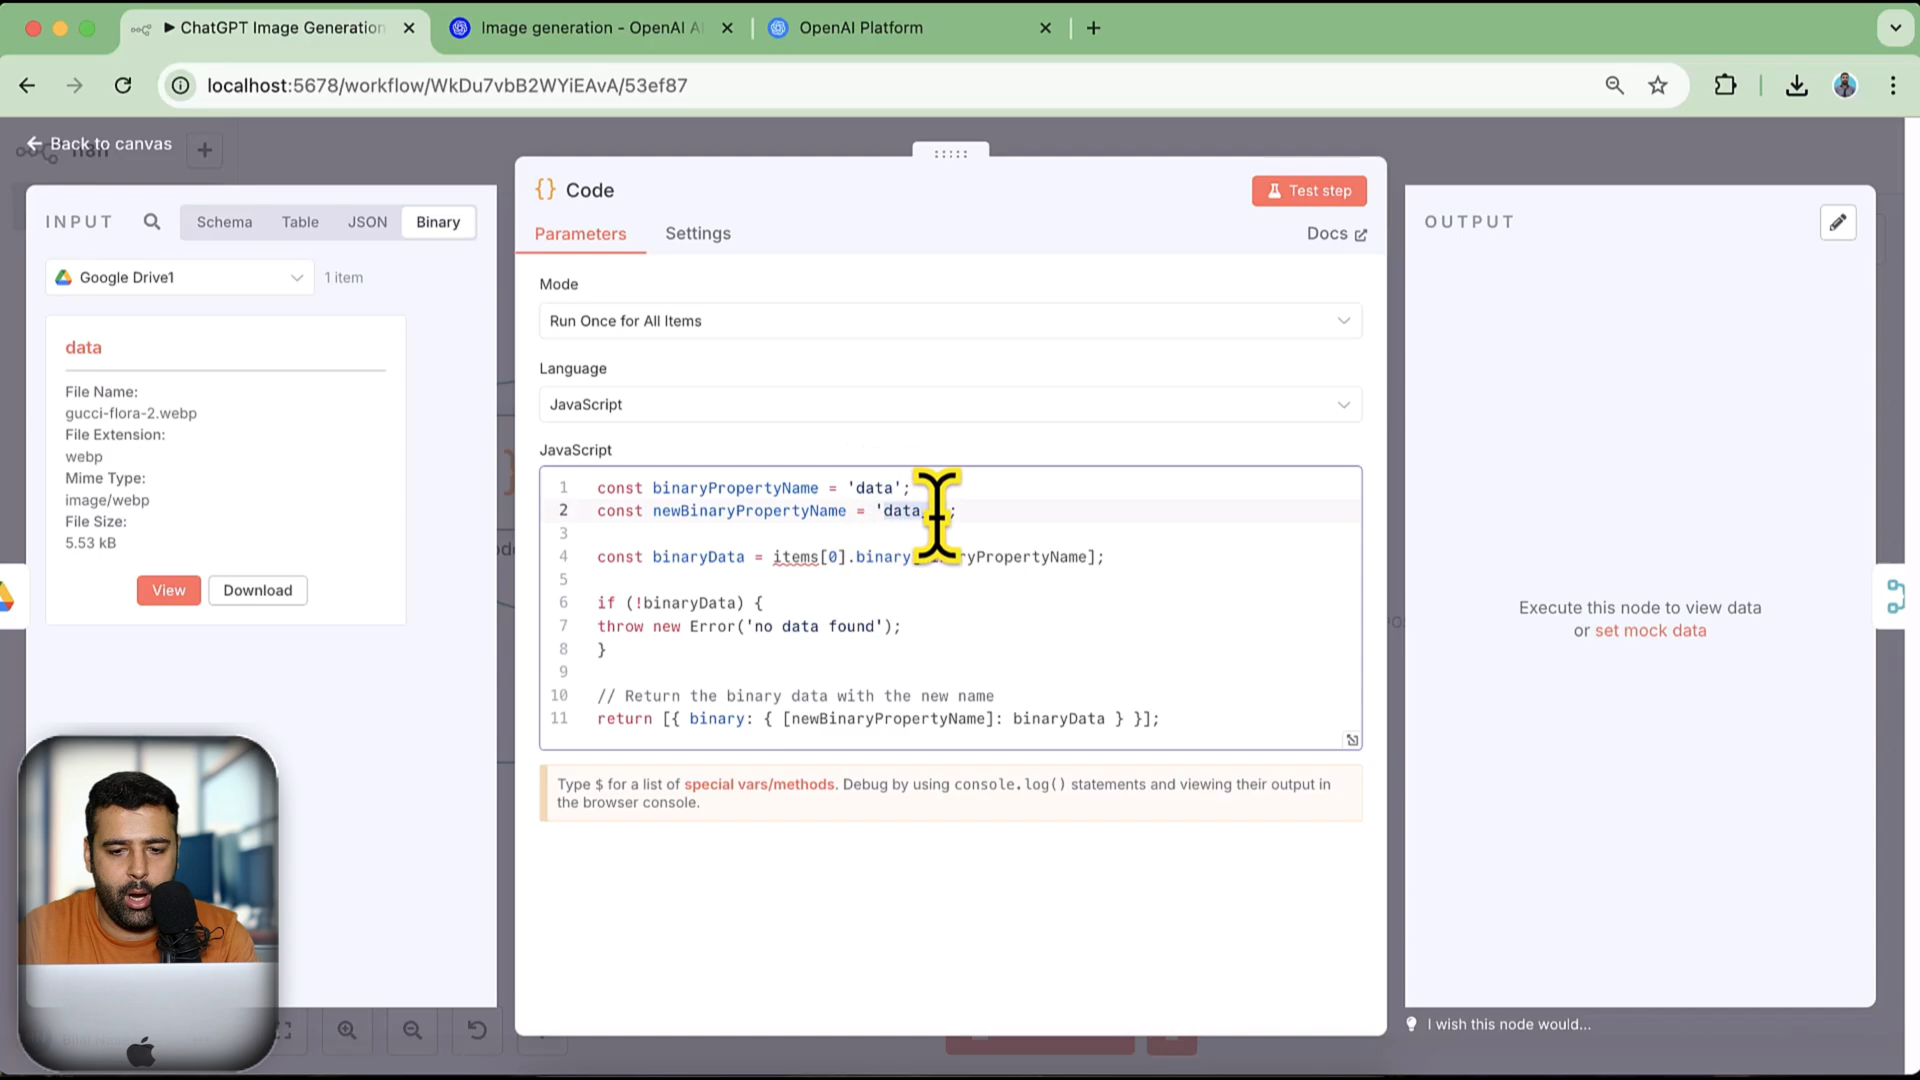 ChatGPT Image Generation
Image generation - OpenAI A
OpenAI Platform
localhost:5678/workflow/WkDu7vbB2WYiEAvA/53ef87
Back to canvas
INPUT
Schema
Table
JSON
Binary
Google Drive1
1 item
data
File Name:
gucci-flora-2.webp
File Extension:
webp
Mime Type:
image/webp
File Size:
5.53 kB
View
Download
Code
Test step
Parameters
Settings
Docs
Mode
Run Once for All Items
Language
JavaScript
JavaScript
1 const binaryPropertyName = 'data';
2 const newBinaryPropertyName = 'data ;
3
4 const binaryData = items[0].binary yPropertyName];
5
6 if (!binaryData) {
7 throw new Error('no data found');
8 }
9
10 // Return the binary data with the new name
11 return [{ binary: { [newBinaryPropertyName]: binaryData } }];
Type $ for a list of special vars/methods. Debug by using console.log() statements and viewing their output in
the browser console.
OUTPUT
Execute this node to view data
or set mock data
I wish this node would...